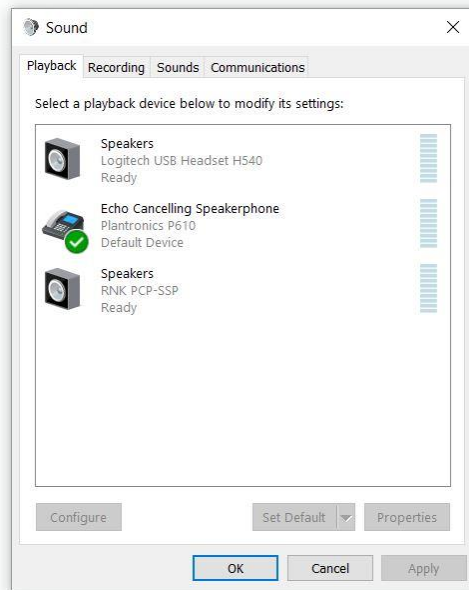 Sound
Playback Recording Sounds Communications
Select a playback device below to modify its settings:
Speakers
Logitech USB Headset H540
Ready
Echo Cancelling Speakerphone
Plantronics P610
Default Device
Speakers
RNK PCP-SSP
Ready
Configure Set Default Properties
OK Cancel Apply